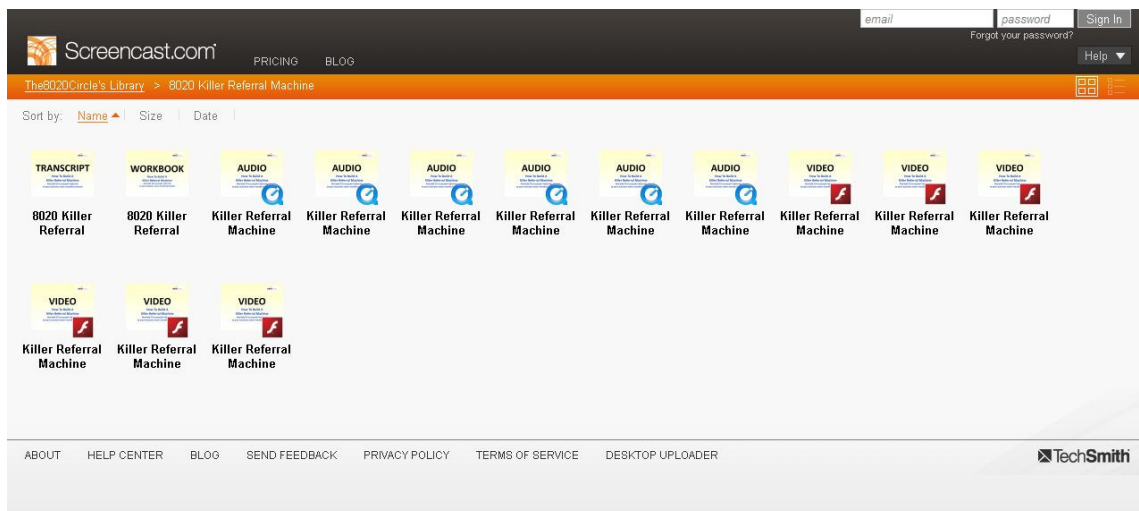 email password Sign In
Forgot your password?
Screencast.com PRICING BLOG Help
The8020Circle's Library > 8020 Killer Referral Machine
Sort by: Name Size Date
TRANSCRIPT WORKBOOK AUDIO AUDIO AUDIO AUDIO AUDIO AUDIO VIDEO VIDEO VIDEO
8020 Killer 8020 Killer Killer Referral Killer Referral Killer Referral Killer Referral Killer Referral Killer Referral Killer Referral Killer Referral Killer Referral
Referral Referral Machine Machine Machine Machine Machine Machine Machine Machine Machine
VIDEO VIDEO VIDEO
Killer Referral Killer Referral Killer Referral
Machine Machine Machine
ABOUT HELP CENTER BLOG SEND FEEDBACK PRIVACY POLICY TERMS OF SERVICE DESKTOP UPLOADER TechSmith